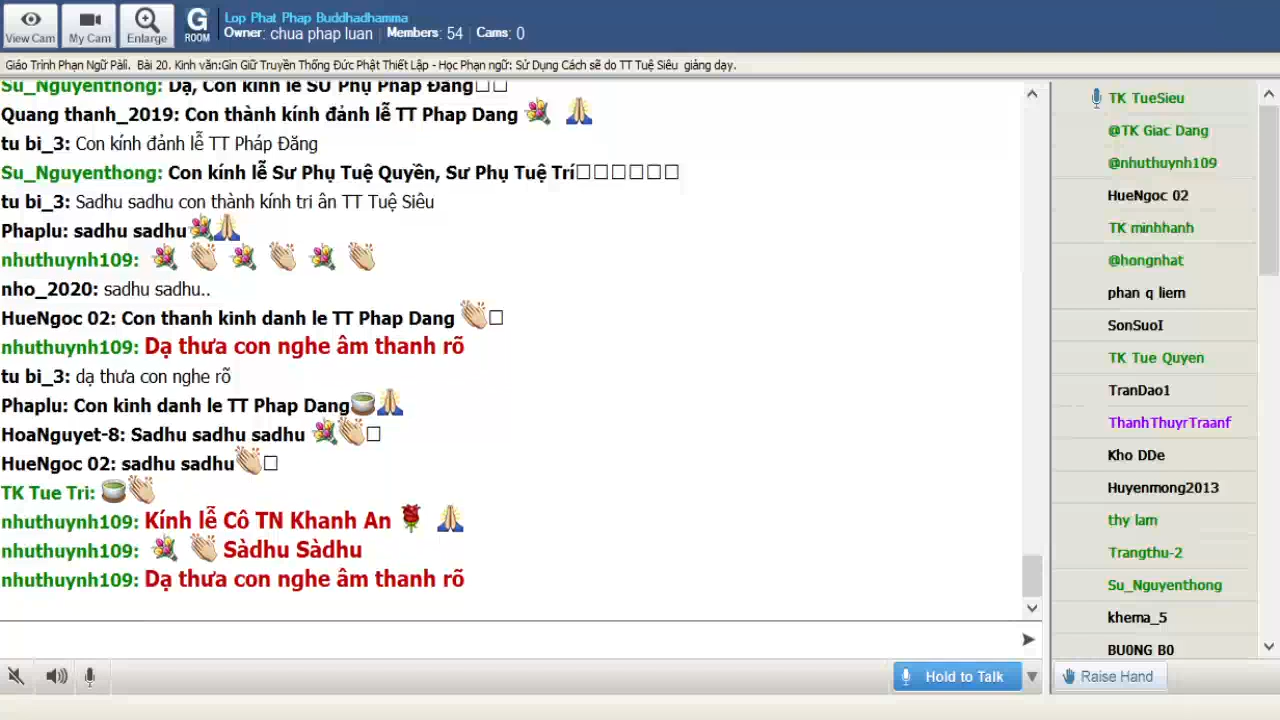 Lop Phat Phap Buddhadhamma
View Cam
My Cam
Enlarge
G ROOM
Owner: chua phap luan Members: 54 Cams: 0
Giáo Trình Phạn Ngữ Pàli. Bài 20. Kinh văn:Gìn Giữ Truyền Thống Đức Phật Thiết Lập - Học Phạn ngữ: Sử Dụng Cách sẽ do TT Tuệ Siêu giảng dạy.
Su_Nguyenthong: Dạ, Con kính lễ SƯ Phụ Pháp Đăng
Quang thanh_2019: Con thành kính đảnh lễ TT Phap Dang
tu bi_3: Con kính đảnh lễ TT Pháp Đăng
Su_Nguyenthong: Con kính lễ Sư Phụ Tuệ Quyền, Sư Phụ Tuệ Trí
tu bi_3: Sadhu sadhu con thành kính tri ân TT Tuệ Siêu
Phaplu: sadhu sadhu
nhuthuynh109:
nho_2020: sadhu sadhu..
HueNgoc 02: Con thanh kinh danh le TT Phap Dang
nhuthuynh109: Dạ thưa con nghe âm thanh rõ
tu bi_3: dạ thưa con nghe rõ
Phaplu: Con kinh danh le TT Phap Dang
HoaNguyet-8: Sadhu sadhu sadhu
HueNgoc 02: sadhu sadhu
TK Tue Tri:
nhuthuynh109: Kính lễ Cô TN Khanh An
nhuthuynh109: Sàdhu Sàdhu
nhuthuynh109: Dạ thưa con nghe âm thanh rõ
Hold to Talk
TK TueSieu
@TK Giac Dang
@nhuthuynh109
HueNgoc 02
TK minhhanh
@hongnhat
phan q liem
SonSuoI
TK Tue Quyen
TranDao1
ThanhThuyrTraanf
Kho DDe
Huyenmong2013
thy lam
Trangthu-2
Su_Nguyenthong
khema_5
BU0NG B0
Raise Hand